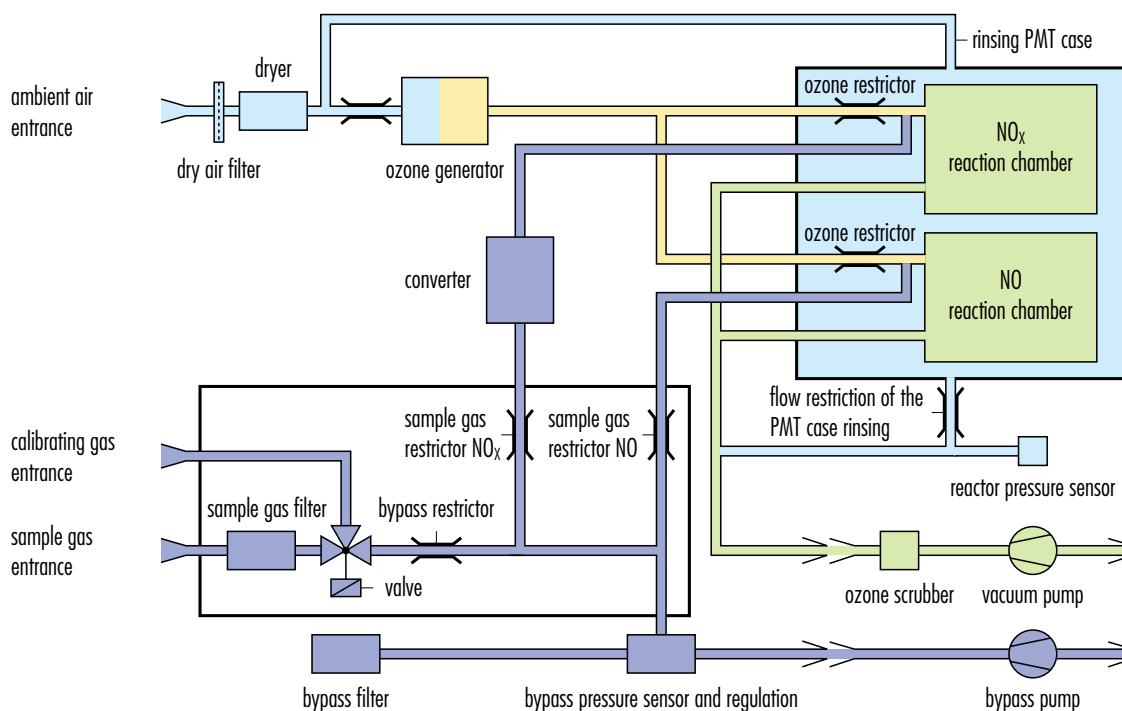 rinsing PMT case
dryer
ambient air
entrance
ozone restrictor
NOX
reaction chamber
dry air filter
ozone generator
ozone restrictor
converter
NO
reaction chamber
flow restriction of the
PMT case rinsing
sample gas
restrictor NOx
sample gas
restrictor NO
calibrating gas
entrance
reactor pressure sensor
sample gas filter
bypass restrictor
sample gas
entrance
valve
ozone scrubber
vacuum pump
bypass filter
bypass pressure sensor and regulation
bypass pump